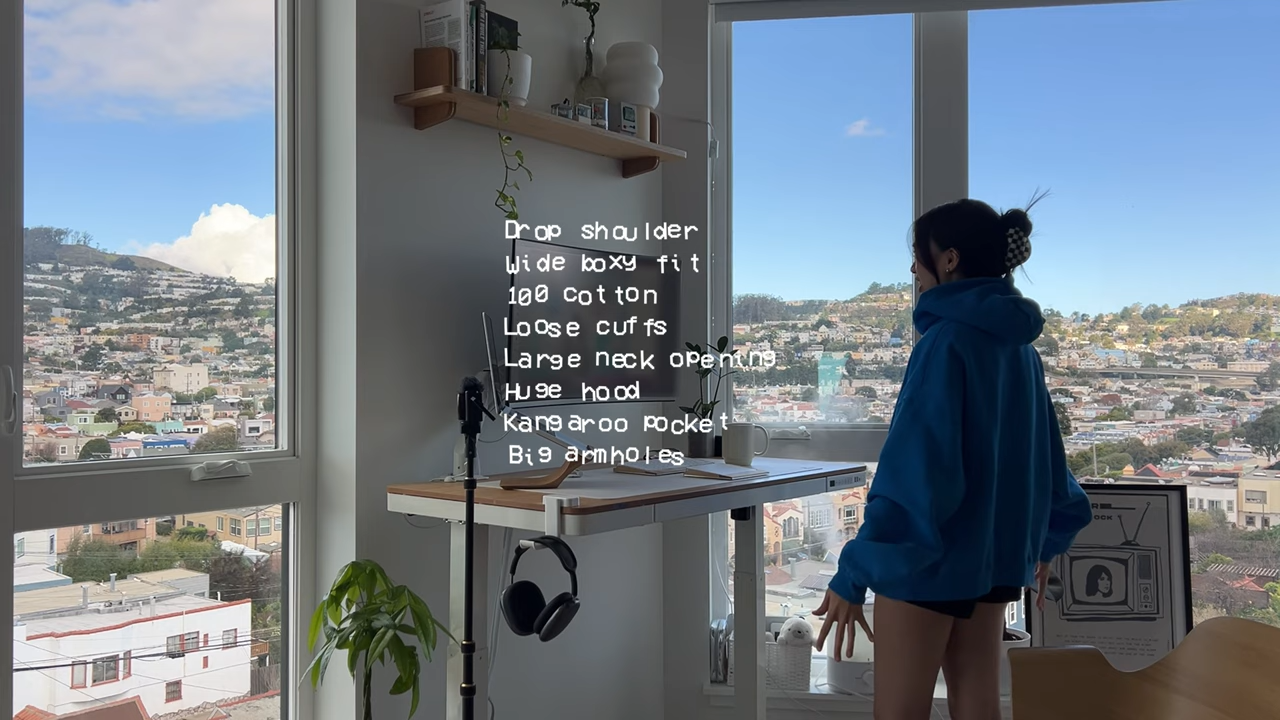 Drop shoulder
Wide boxy fit
100 cotton
Loose cuffs
Large neck opening
Huge hood
Kangaroo pocket
Big armholes